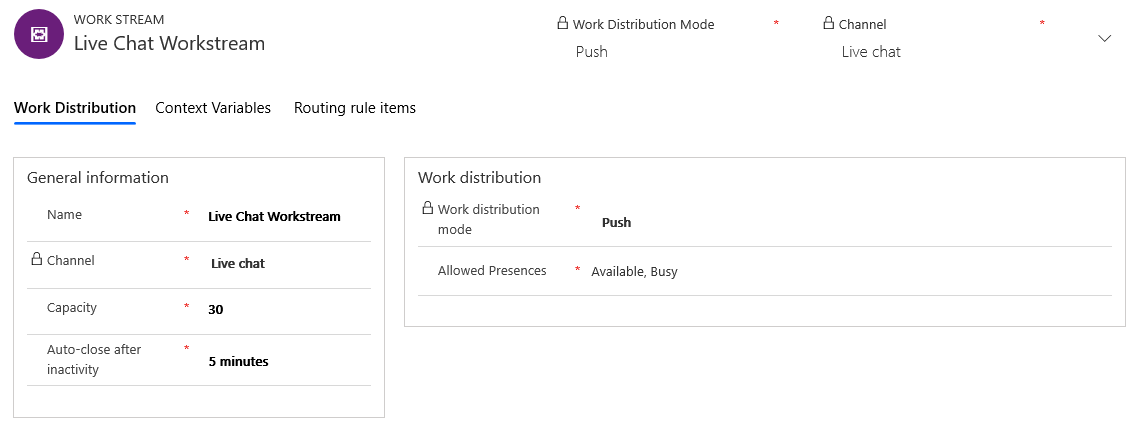 WORK STREAM
Live Chat Workstream
Work Distribution Mode *
Push
Channel *
Live chat
Work Distribution Context Variables Routing rule items
General information
Name * Live Chat Workstream
Channel * Live chat
Capacity * 30
Auto-close after
inactivity
* 5 minutes
Work distribution
Work distribution
mode
* Push
Allowed Presences * Available, Busy